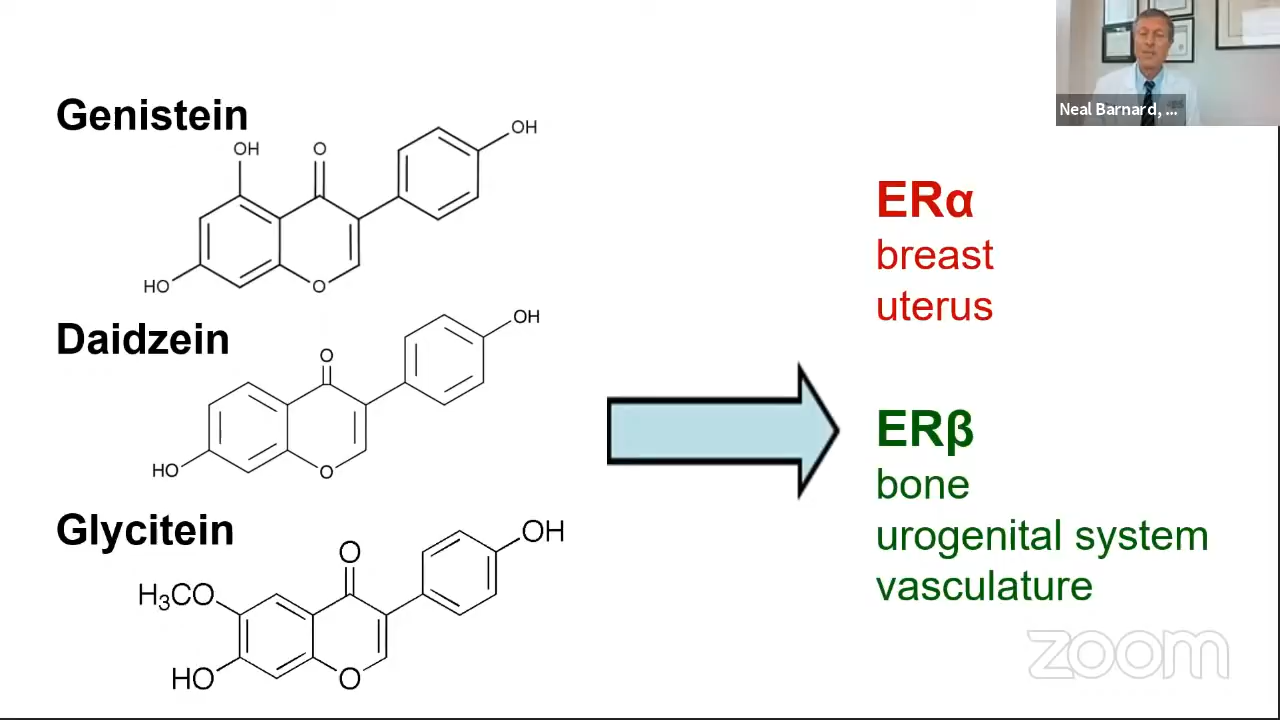 Genistein
OH
O
OH
HO
O
Daidzein
O
OH
HO
O
Glycitein
H₃CO
O
OH
HO
O
Neal Barnard, ...
ERα
breast
uterus
ERβ
bone
urogenital system
vasculature
zoom